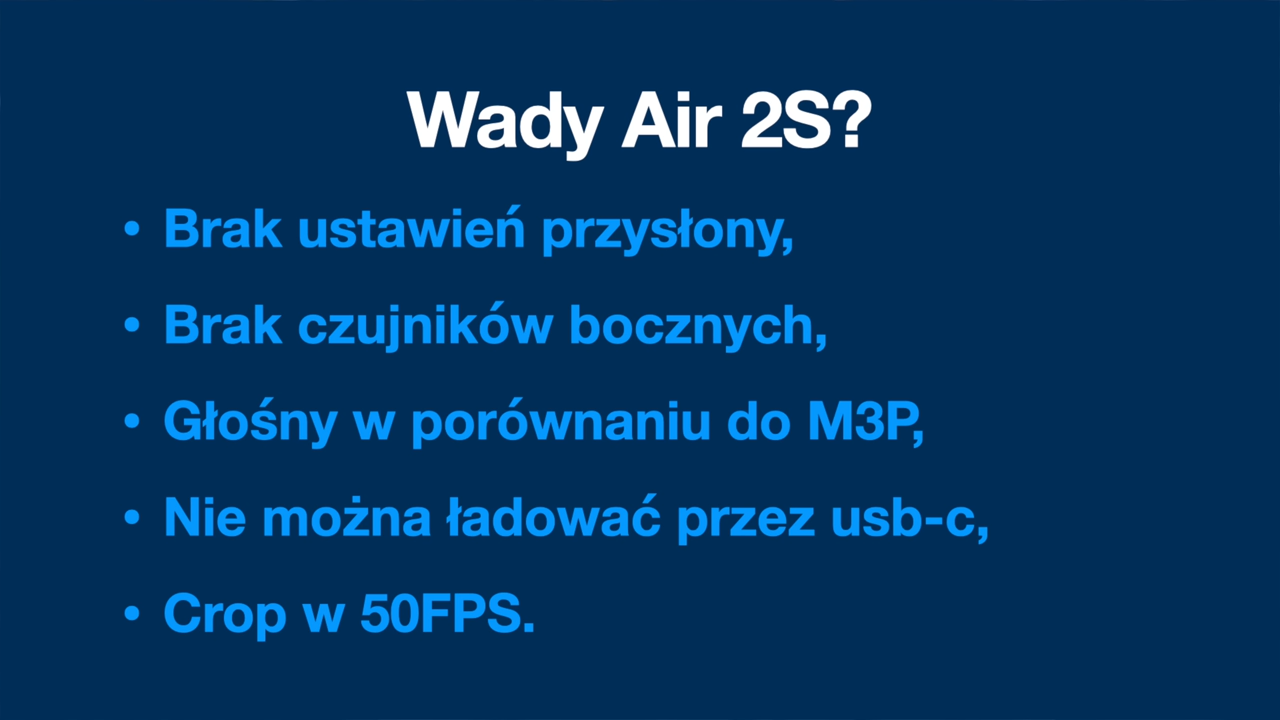 Wady Air 2S?
• Brak ustawień przysłony,
• Brak czujników bocznych,
• Głośny w porównaniu do M3P,
• Nie można ładować przez usb-c,
• Crop w 50FPS.